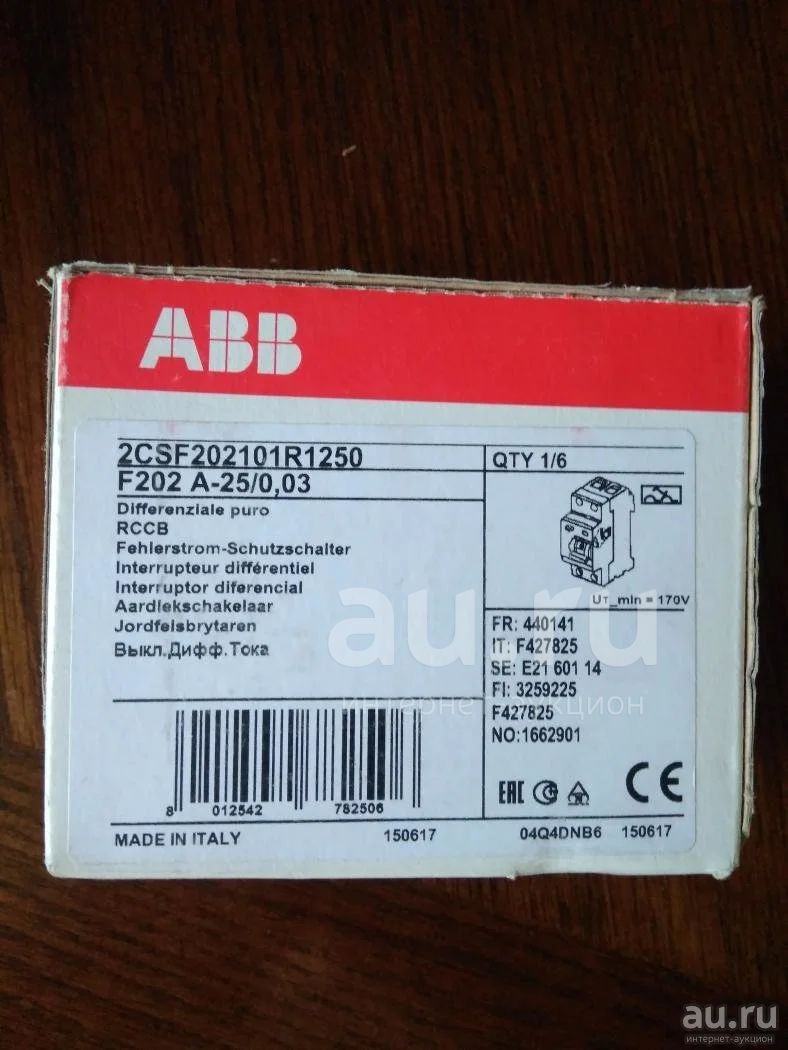 ABB
2CSF202101R1250
F202 A-25/0,03
Differenziale puro
RCCB
Fehlerstrom-Schutzschalter
Interrupteur différentiel
Interruptor diferencial
Aardlekschakelaar
Jordfelsbrytaren
Выкл.Дифф.Тока
QTY 1/6
UT_min = 170V
FR: 440141
IT: F427825
SE: E21 601 14
FI: 3259225
F427825
NO:1662901
8 012542 782506
EAC CE
MADE IN ITALY 150617 04Q4DNB6 150617
au.ru
интернет-аукцион
au.ru
интернет-аукцион